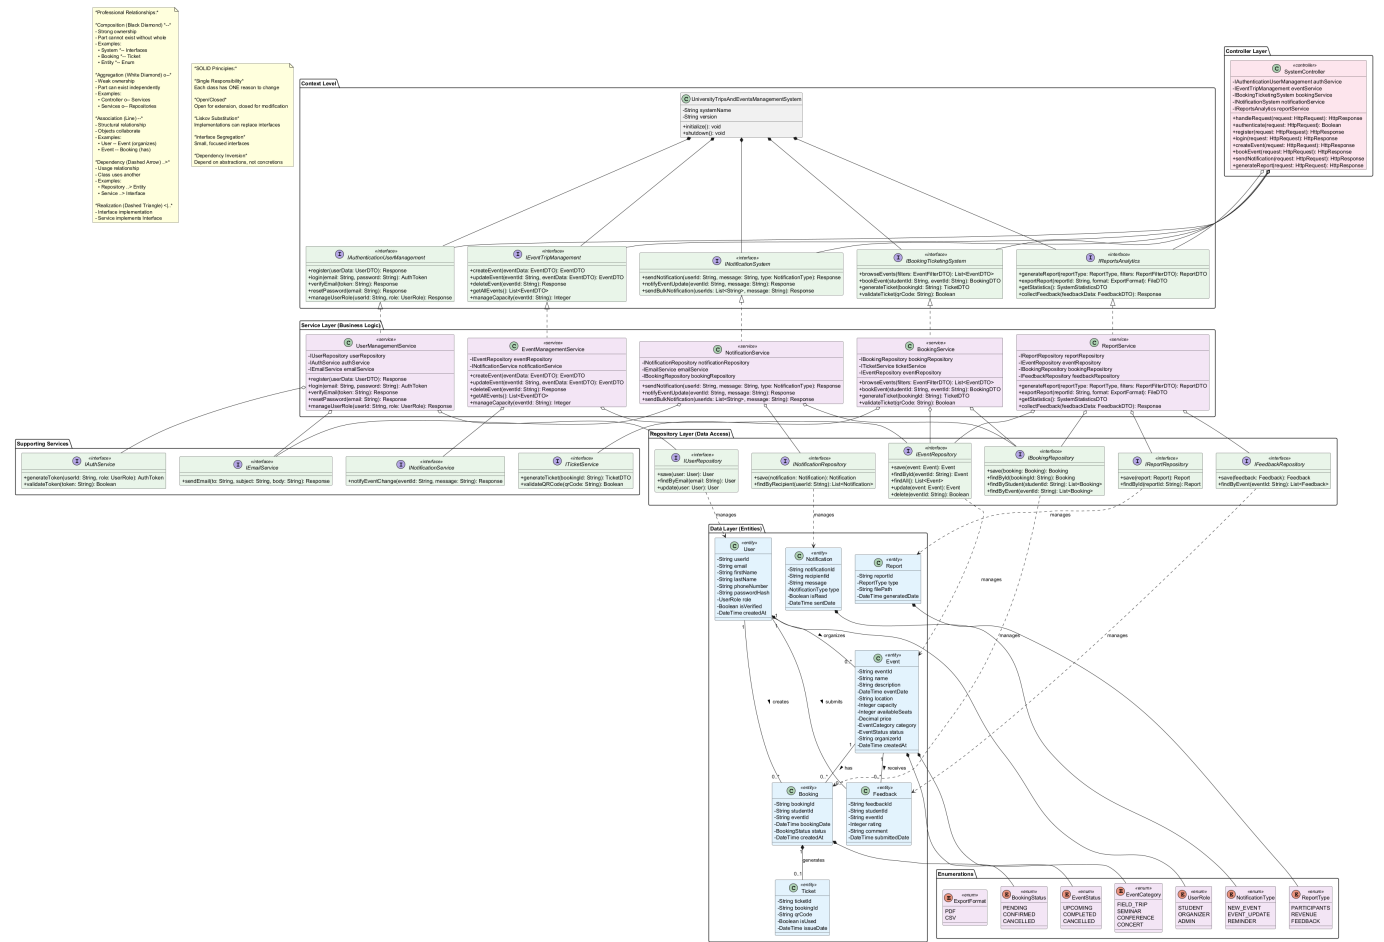 "Professional Relationships:"
"Composition (Black Diamond) *--"
- Strong ownership
- Part cannot exist without whole
- Examples:
• System *-- Interfaces
• Booking *-- Ticket
• Entity *-- Enum
"Aggregation (White Diamond) o--"
- Weak ownership
- Part can exist independently
- Examples:
• Controller o-- Services
• Services o-- Repositories
"Association (Line) --"
- Structural relationship
- Objects collaborate
- Examples:
• User -- Event (organizes)
• Event -- Booking (has)
"Dependency (Dashed Arrow) ..>"
- Usage relationship
- Class uses another
- Examples:
• Repository ..> Entity
• Service ..> Interface
"Realization (Dashed Triangle) <|.."
- Interface implementation
- Service implements Interface
"SOLID Principles:"
"Single Responsibility"
Each class has ONE reason to change
"Open/Closed"
Open for extension, closed for modification
"Liskov Substitution"
Implementations can replace interfaces
"Interface Segregation"
Small, focused interfaces
"Dependency Inversion"
Depend on abstractions, not concretions
Context Level
C UniversityTripsAndEventsManagementSystem
-String systemName
-String version
+initialize(): void
+shutdown(): void
Controller Layer
«controller»
C SystemController
-IAuthenticationUserManagement authService
-IEventTripManagement eventService
-IBookingTicketingSystem bookingService
-INotificationSystem notificationService
-IReportsAnalytics reportService
+handleRequest(request: HttpRequest): HttpResponse
+authenticate(request: HttpRequest): Boolean
+register(request: HttpRequest): HttpResponse
+login(request: HttpRequest): HttpResponse
+createEvent(request: HttpRequest): HttpResponse
+bookEvent(request: HttpRequest): HttpResponse
+sendNotification(request: HttpRequest): HttpResponse
+generateReport(request: HttpRequest): HttpResponse
«interface»
I IAuthenticationUserManagement
+register(userData: UserDTO): Response
+login(email: String, password: String): AuthToken
+verifyEmail(token: String): Boolean
+resetPassword(email: String): Response
+manageUserRole(userId: String, role: UserRole): Response
«interface»
I IEventTripManagement
+createEvent(eventData: EventDTO): EventDTO
+updateEvent(eventId: String, eventData: EventDTO): EventDTO
+deleteEvent(eventId: String): Response
+getAllEvents(): List<EventDTO>
+manageCapacity(eventId: String): Integer
«interface»
I INotificationSystem
+sendNotification(userId: String, message: String, type: NotificationType): Response
+notifyEventUpdate(eventId: String, message: String): Response
+sendBulkNotification(userIds: List<String>, message: String): Response
«interface»
I IBookingTicketingSystem
+browseEvents(filters: EventFilterDTO): List<EventDTO>
+bookEvent(studentId: String, eventId: String): BookingDTO
+generateTicket(bookingId: String): TicketDTO
+validateTicket(qrCode: String): Boolean
«interface»
I IReportsAnalytics
+generateReport(reportType: ReportType, filters: ReportFilterDTO): ReportDTO
+exportReport(reportId: String, format: ExportFormat): FileDTO
+getStatistics(): SystemStatisticsDTO
+collectFeedback(feedbackData: FeedbackDTO): Response
Service Layer (Business Logic)
«service»
C UserManagementService
-IUserRepository userRepository
-IAuthService authService
-IEmailService emailService
+register(userData: UserDTO): Response
+login(email: String, password: String): AuthToken
+verifyEmail(token: String): Boolean
+resetPassword(email: String): Response
+manageUserRole(userId: String, role: UserRole): Response
«service»
C EventManagementService
-IEventRepository eventRepository
-INotificationService notificationService
+createEvent(eventData: EventDTO): EventDTO
+updateEvent(eventId: String, eventData: EventDTO): EventDTO
+deleteEvent(eventId: String): Response
+getAllEvents(): List<EventDTO>
+manageCapacity(eventId: String): Integer
«service»
C NotificationService
-INotificationRepository notificationRepository
-IEmailService emailService
-IBookingRepository bookingRepository
+sendNotification(userId: String, message: String, type: NotificationType): Response
+notifyEventUpdate(eventId: String, message: String): Response
+sendBulkNotification(userIds: List<String>, message: String): Response
«service»
C BookingService
-IBookingRepository bookingRepository
-ITicketService ticketService
-IEventRepository eventRepository
+browseEvents(filters: EventFilterDTO): List<EventDTO>
+bookEvent(studentId: String, eventId: String): BookingDTO
+generateTicket(bookingId: String): TicketDTO
+validateTicket(qrCode: String): Boolean
«service»
C ReportService
-IReportRepository reportRepository
-IEventRepository eventRepository
-IBookingRepository bookingRepository
-IFeedbackRepository feedbackRepository
+generateReport(reportType: ReportType, filters: ReportFilterDTO): ReportDTO
+exportReport(reportId: String, format: ExportFormat): FileDTO
+getStatistics(): SystemStatisticsDTO
+collectFeedback(feedbackData: FeedbackDTO): Response
Supporting Services
«interface»
I IAuthService
+generateToken(userId: String, role: UserRole): AuthToken
+validateToken(token: String): Boolean
«interface»
I IEmailService
+sendEmail(to: String, subject: String, body: String): Response
«interface»
I INotificationService
+notifyEventChange(eventId: String, message: String): Response
«interface»
I ITicketService
+generateTicket(bookingId: String): TicketDTO
+validateQRCode(qrCode: String): Boolean
Repository Layer (Data Access)
«interface»
I IUserRepository
+save(user: User): User
+findByEmail(email: String): User
+update(user: User): User
«interface»
I INotificationRepository
+save(notification: Notification): Notification
+findByRecipient(userId: String): List<Notification>
«interface»
I IEventRepository
+save(event: Event): Event
+findById(eventId: String): Event
+findAll(): List<Event>
+update(event: Event): Event
+delete(eventId: String): Boolean
«interface»
I IBookingRepository
+save(booking: Booking): Booking
+findById(bookingId: String): Booking
+findByStudent(studentId: String): List<Booking>
+findByEvent(eventId: String): List<Booking>
«interface»
I IReportRepository
+save(report: Report): Report
+findById(reportId: String): Report
«interface»
I IFeedbackRepository
+save(feedback: Feedback): Feedback
+findByEvent(eventId: String): List<Feedback>
manages
manages
manages
manages
manages
manages
Data Layer (Entities)
«entity»
C User
-String userId
-String email
-String firstName
-String lastName
-String phoneNumber
-String passwordHash
-UserRole role
-Boolean isVerified
-DateTime createdAt
«entity»
C Notification
-String notificationId
-String recipientId
-String message
-NotificationType type
-Boolean isRead
-DateTime sentDate
«entity»
C Report
-String reportId
-ReportType type
-String filePath
-DateTime generatedDate
1
1
1
organizes
0..*
«entity»
C Event
-String eventId
-String name
-String description
-DateTime eventDate
-String location
-Integer capacity
-Integer availableSeats
-Decimal price
-EventCategory category
-EventStatus status
-String organizerId
-DateTime createdAt
creates
submits
1
1
has
receives
0..*
0..*
0..*
«entity»
C Booking
-String bookingId
-String studentId
-String eventId
-DateTime bookingDate
-BookingStatus status
-DateTime createdAt
«entity»
C Feedback
-String feedbackId
-String studentId
-String eventId
-Integer rating
-String comment
-DateTime submittedDate
1
generates
0..1
«entity»
C Ticket
-String ticketId
-String bookingId
-String qrCode
-Boolean isUsed
-DateTime issueDate
Enumerations
«enum»
E ExportFormat
PDF
CSV
«enum»
E BookingStatus
PENDING
CONFIRMED
CANCELLED
«enum»
E EventStatus
UPCOMING
COMPLETED
CANCELLED
«enum»
E EventCategory
FIELD_TRIP
SEMINAR
CONFERENCE
CONCERT
«enum»
E UserRole
STUDENT
ORGANIZER
ADMIN
«enum»
E NotificationType
NEW_EVENT
EVENT_UPDATE
REMINDER
«enum»
E ReportType
PARTICIPANTS
REVENUE
FEEDBACK